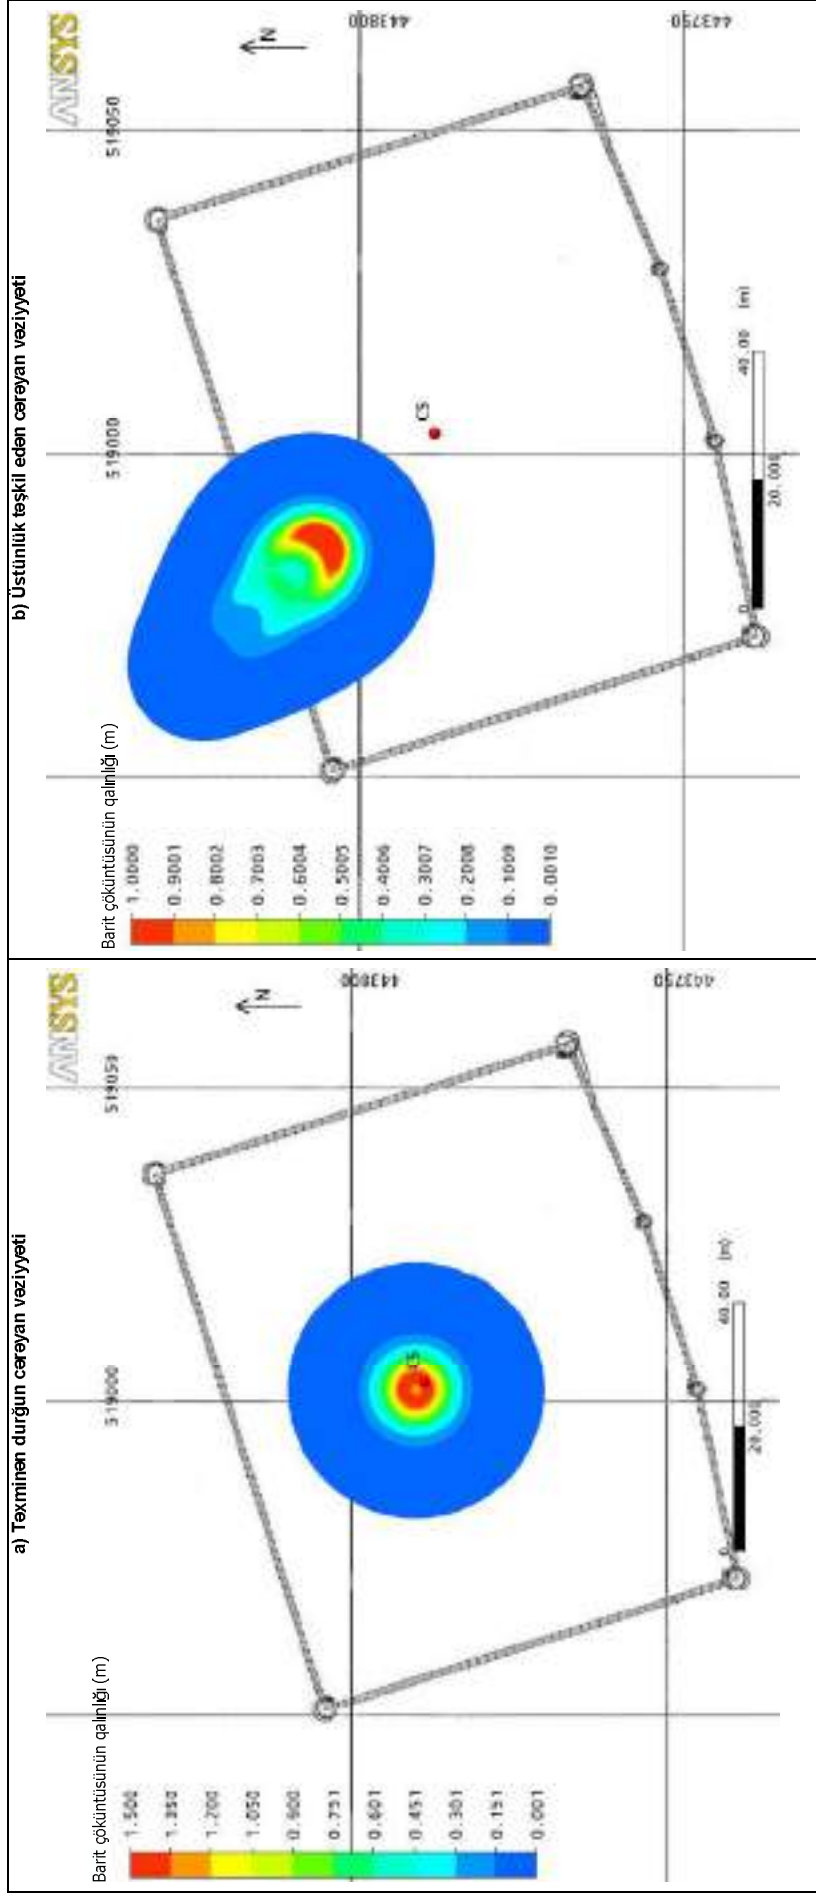 a) Təxminən durğun cərəyan vəziyyəti
ANSYS
Barit çöküntüsünün qalınlığı (m)
1.500
1.350
1.200
1.050
0.900
0.751
0.601
0.451
0.301
0.151
0.001
519000
519050
N
443800
443750
CS
0
20.000
40.00 (m)
b) Üstünlük təşkil edən cərəyan vəziyyəti
ANSYS
Barit çöküntüsünün qalınlığı (m)
1.0000
0.9001
0.8002
0.7003
0.6004
0.5005
0.4006
0.3007
0.2008
0.1009
0.0010
519000
519050
N
443800
443750
CS
0
20.000
40.00 (m)